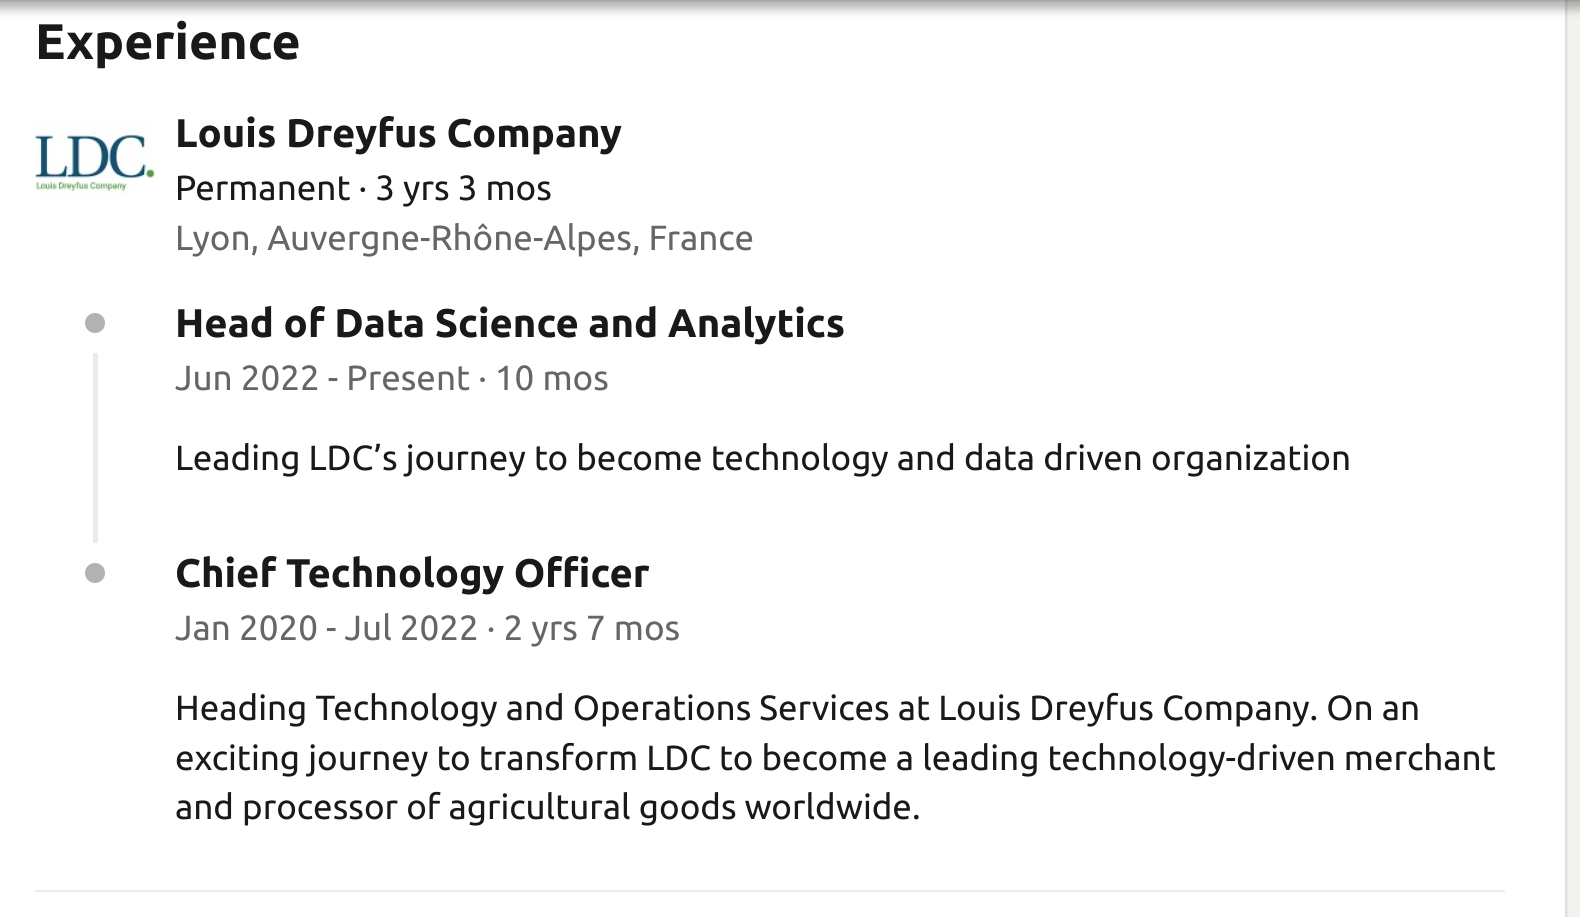 Experience
LDC.
Louis Dreyfus Company
Louis Dreyfus Company
Permanent · 3 yrs 3 mos
Lyon, Auvergne-Rhône-Alpes, France
Head of Data Science and Analytics
Jun 2022 - Present · 10 mos
Leading LDC’s journey to become technology and data driven organization
Chief Technology Officer
Jan 2020 - Jul 2022 · 2 yrs 7 mos
Heading Technology and Operations Services at Louis Dreyfus Company. On an
exciting journey to transform LDC to become a leading technology-driven merchant
and processor of agricultural goods worldwide.